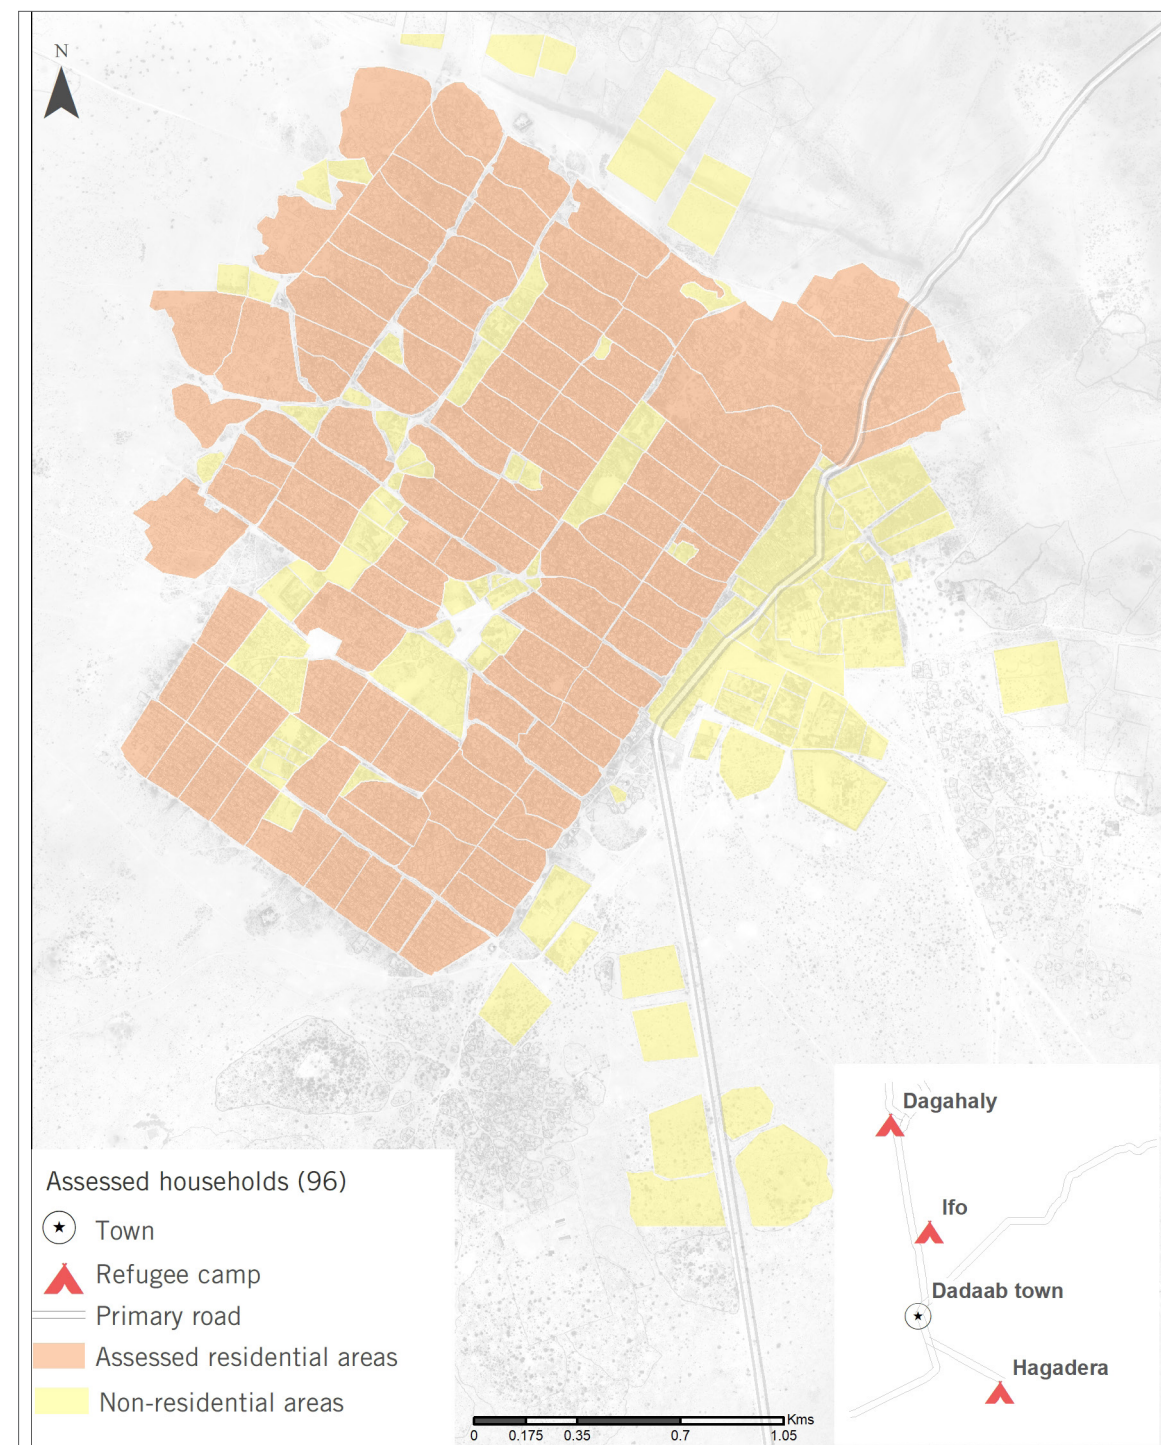 N
Dagahaly
Ifo
Dadaab town
Hagadera
Assessed households (96)
Town
Refugee camp
Primary road
Assessed residential areas
Non-residential areas
Kms
0 0.175 0.35 0.7 1.05